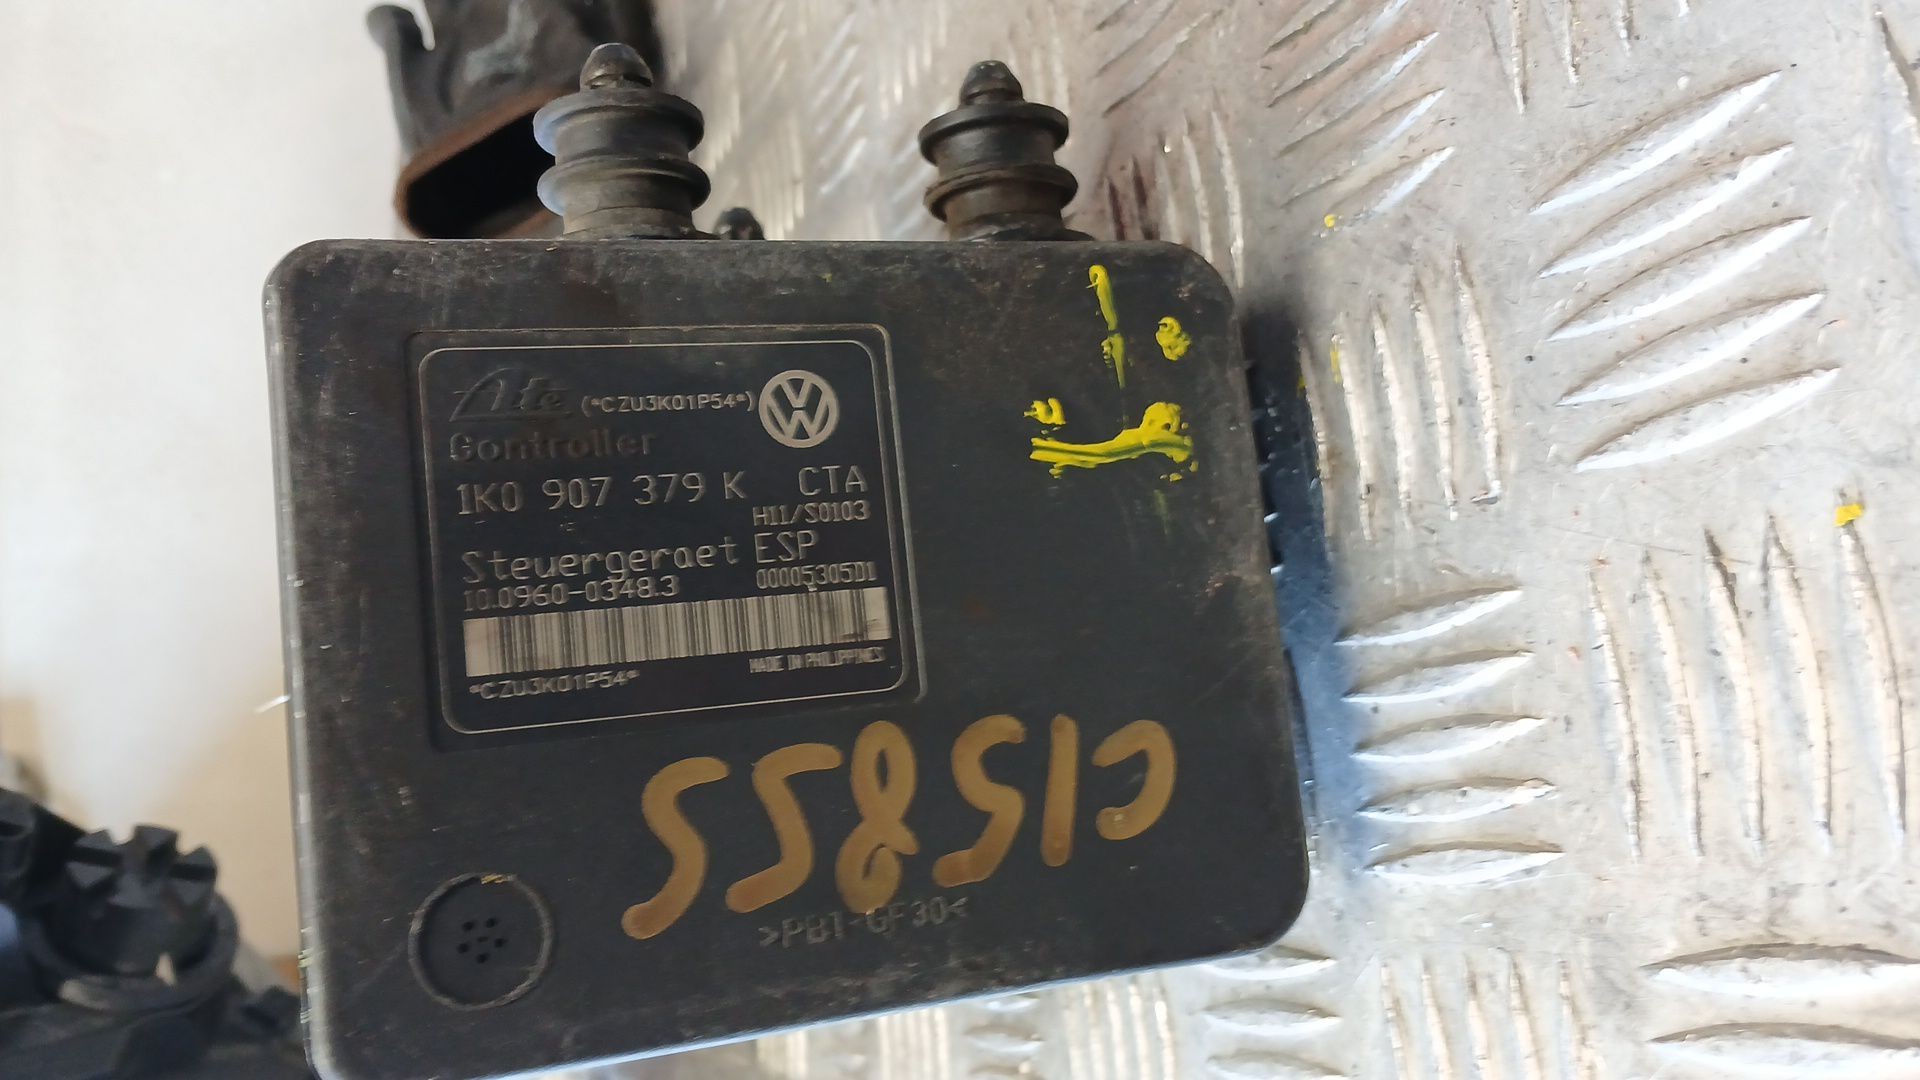 Ate (*CZU3K01P54*)
Controller
1K0 907 379 K CTA
H11/S0103
Steuergeraet ESP
10.0960-0348.3 00005305D1
MADE IN PHILIPPINES
*CZU3K01P54*
C15855
>PBT-GF30<